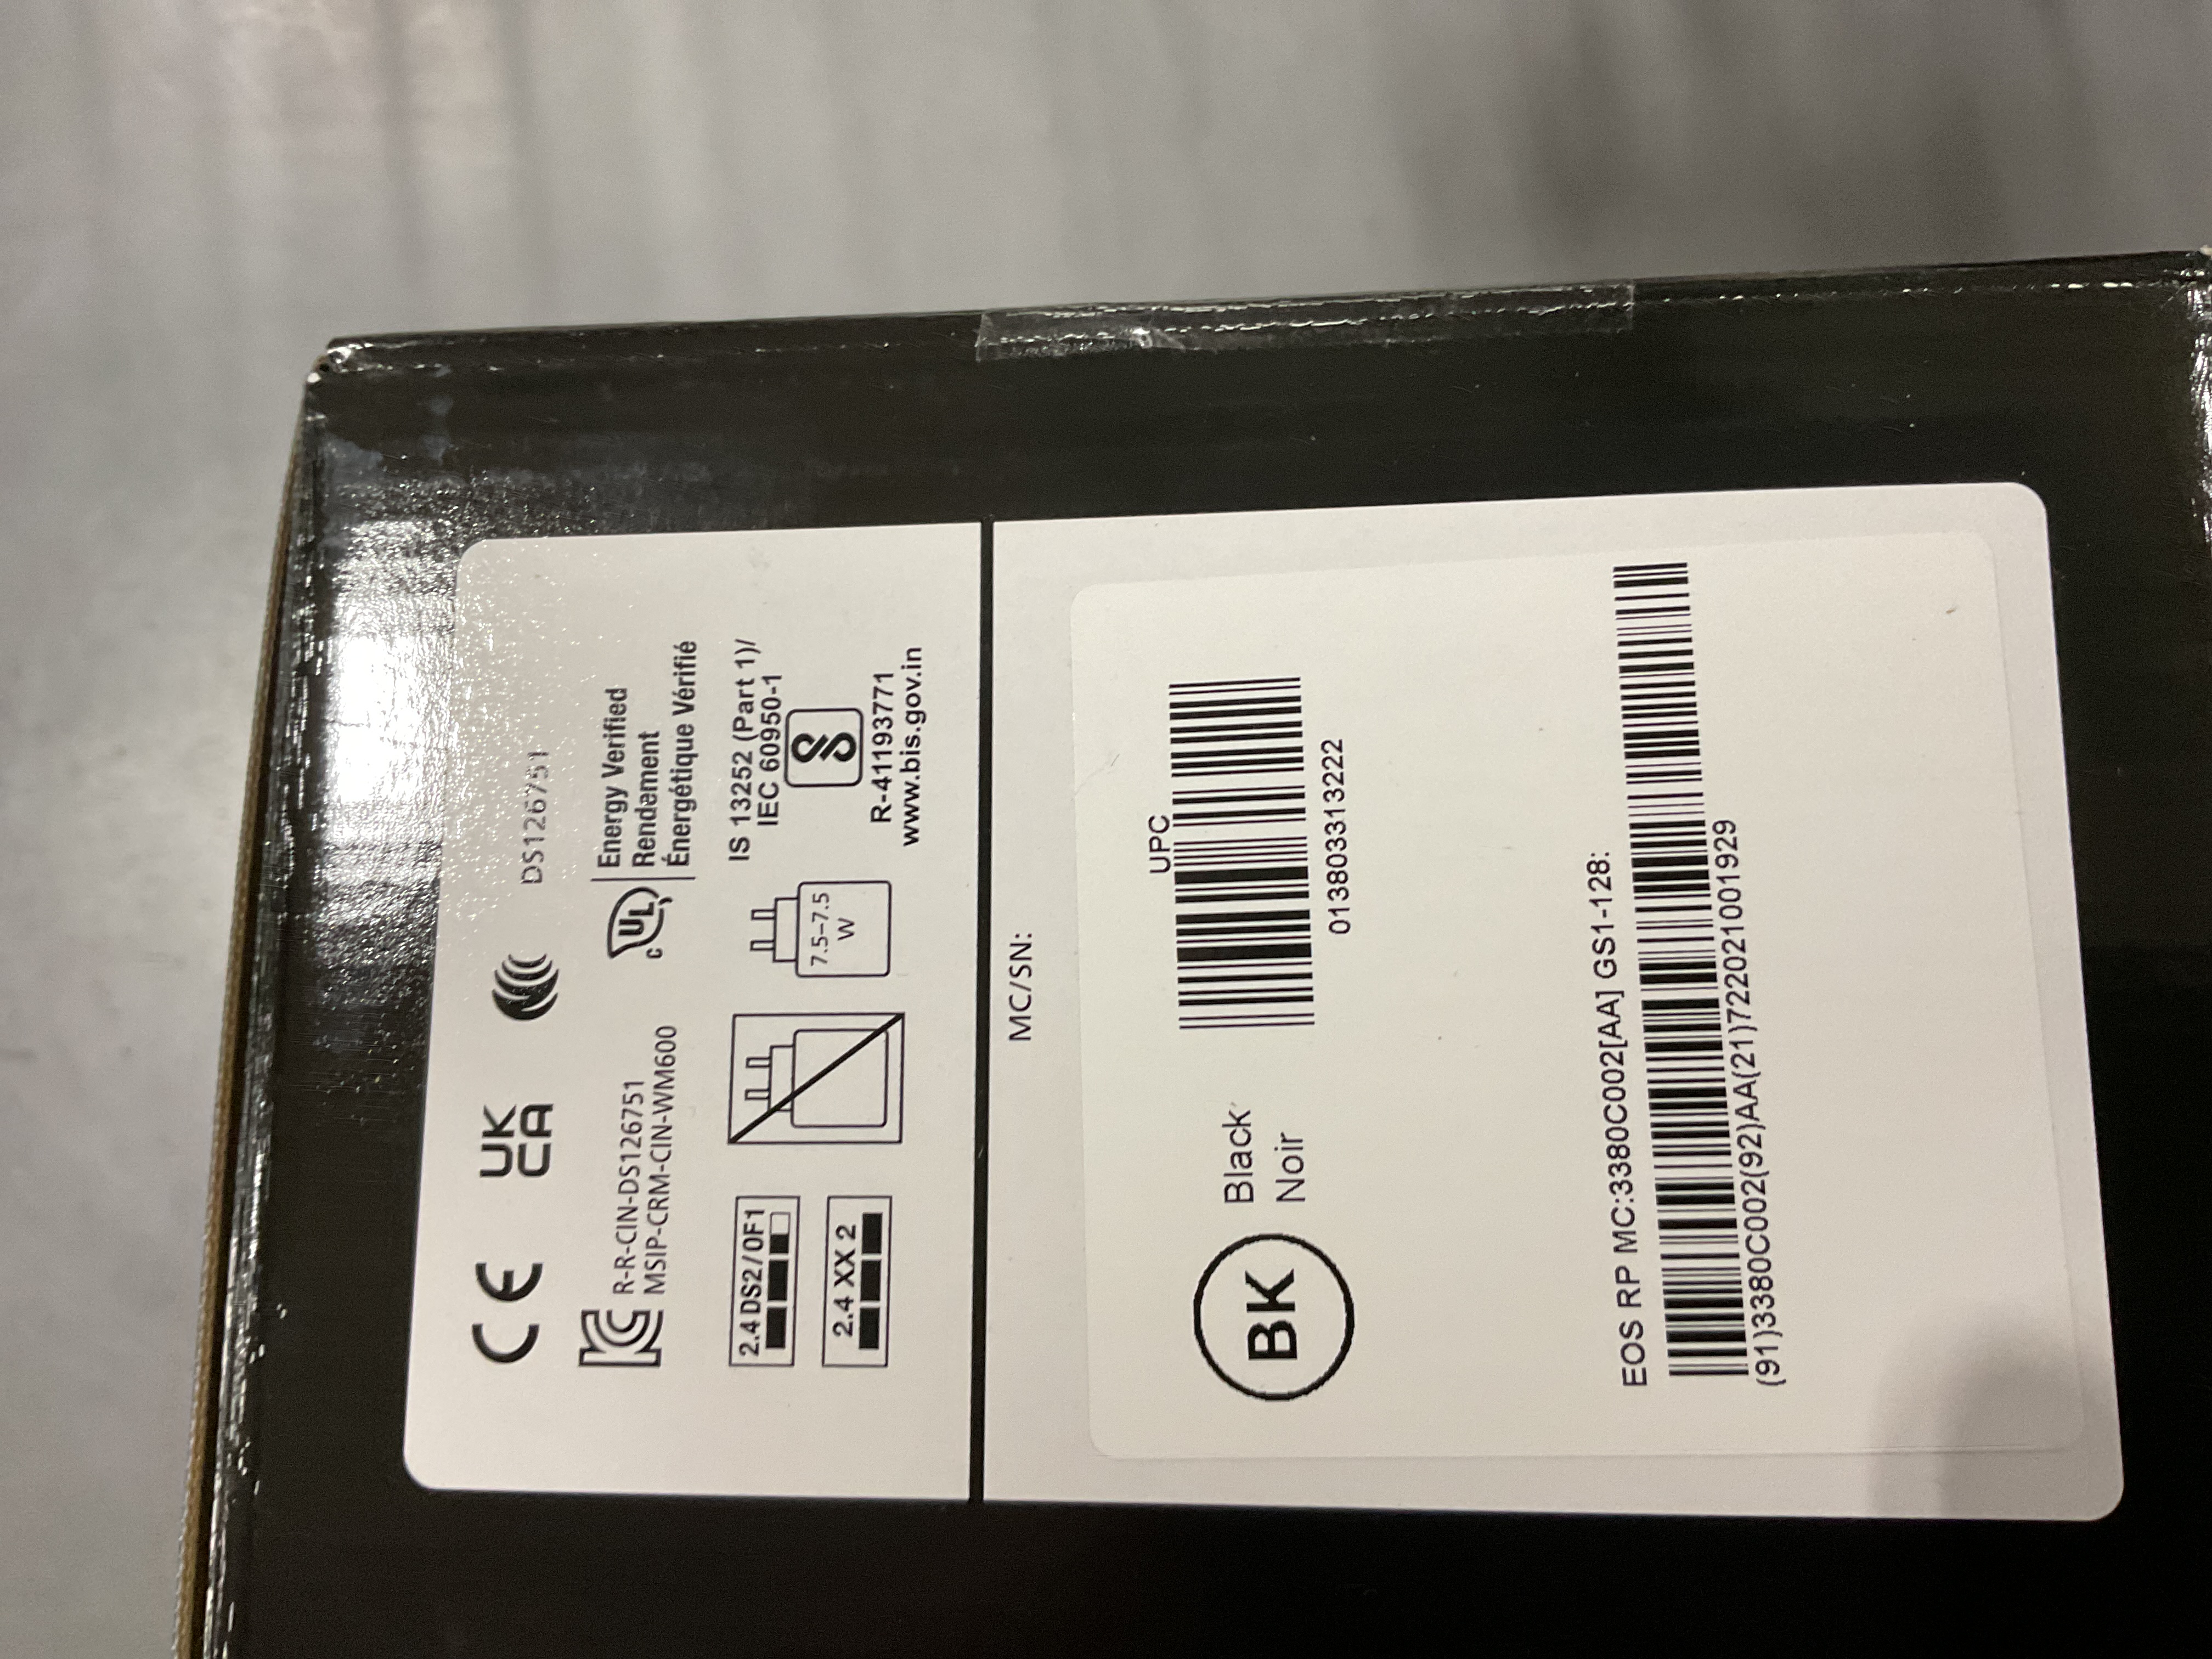 CE UK CA DS126751
R-R-CIN-DS126751
MSIP-CRM-CIN-WM600
c UL Energy Verified
Rendement
Énergétique Vérifié
2.4 DS2/0F1
2.4 XX 2
7.5–7.5
W
IS 13252 (Part 1)/
IEC 60950-1
R-41193771
www.bis.gov.in
MC/SN:
BK
Black
Noir
UPC
013803313222
EOS RP MC:3380C002[AA] GS1-128:
(91)3380C002(92)AA(21)722021001929